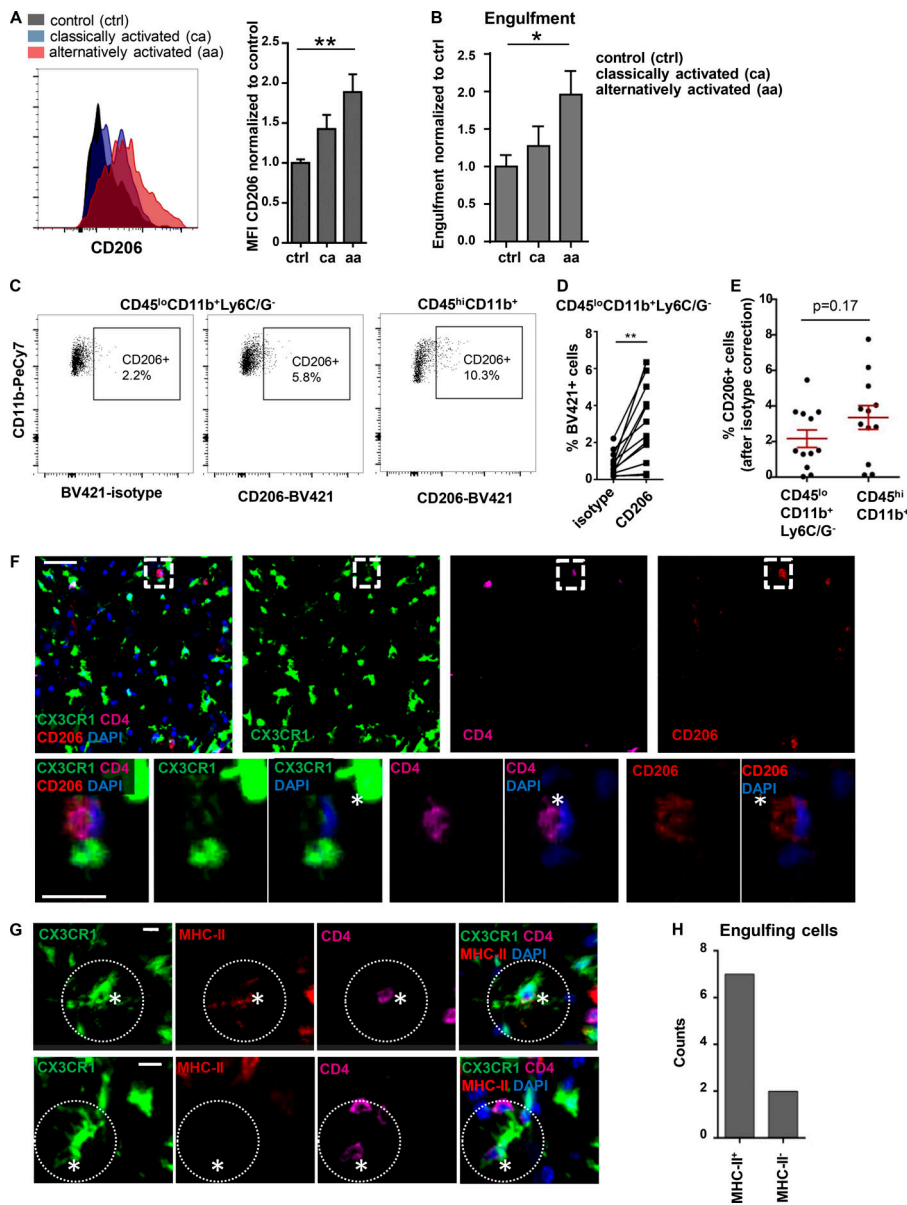 A
control (ctrl)
classically activated (ca)
alternatively activated (aa)
CD206
MFI CD206 normalized to control
2.5
2.0
1.5
1.0
0.5
0.0
**
ctrl ca aa
B Engulfment
Engulfment normalized to ctrl
2.5
2.0
1.5
1.0
0.5
0.0
*
ctrl ca aa
control (ctrl)
classically activated (ca)
alternatively activated (aa)
C
CD45loCD11b+Ly6C/G-
CD45hiCD11b+
CD11b-PeCy7
CD206+
2.2%
CD206+
5.8%
CD206+
10.3%
BV421-isotype
CD206-BV421
CD206-BV421
D
CD45loCD11b+Ly6C/G-
% BV421+ cells
8
6
4
2
0
**
isotype
CD206
E
% CD206+ cells
(after isotype correction)
10
8
6
4
2
0
p=0.17
CD45lo
CD11b+
Ly6C/G-
CD45hi
CD11b+
F
CX3CR1 CD4
CD206 DAPI
CX3CR1
CD4
CD206
CX3CR1 CD4
CD206 DAPI
CX3CR1
CX3CR1
DAPI
*
CD4
CD4
DAPI
*
CD206
CD206
DAPI
*
G
CX3CR1
*
MHC-II
*
CD4
*
CX3CR1 CD4
MHC-II DAPI
*
CX3CR1
*
MHC-II
*
CD4
*
CX3CR1 CD4
MHC-II DAPI
*
H Engulfing cells
Counts
8
6
4
2
0
MHC-II+
MHC-II-